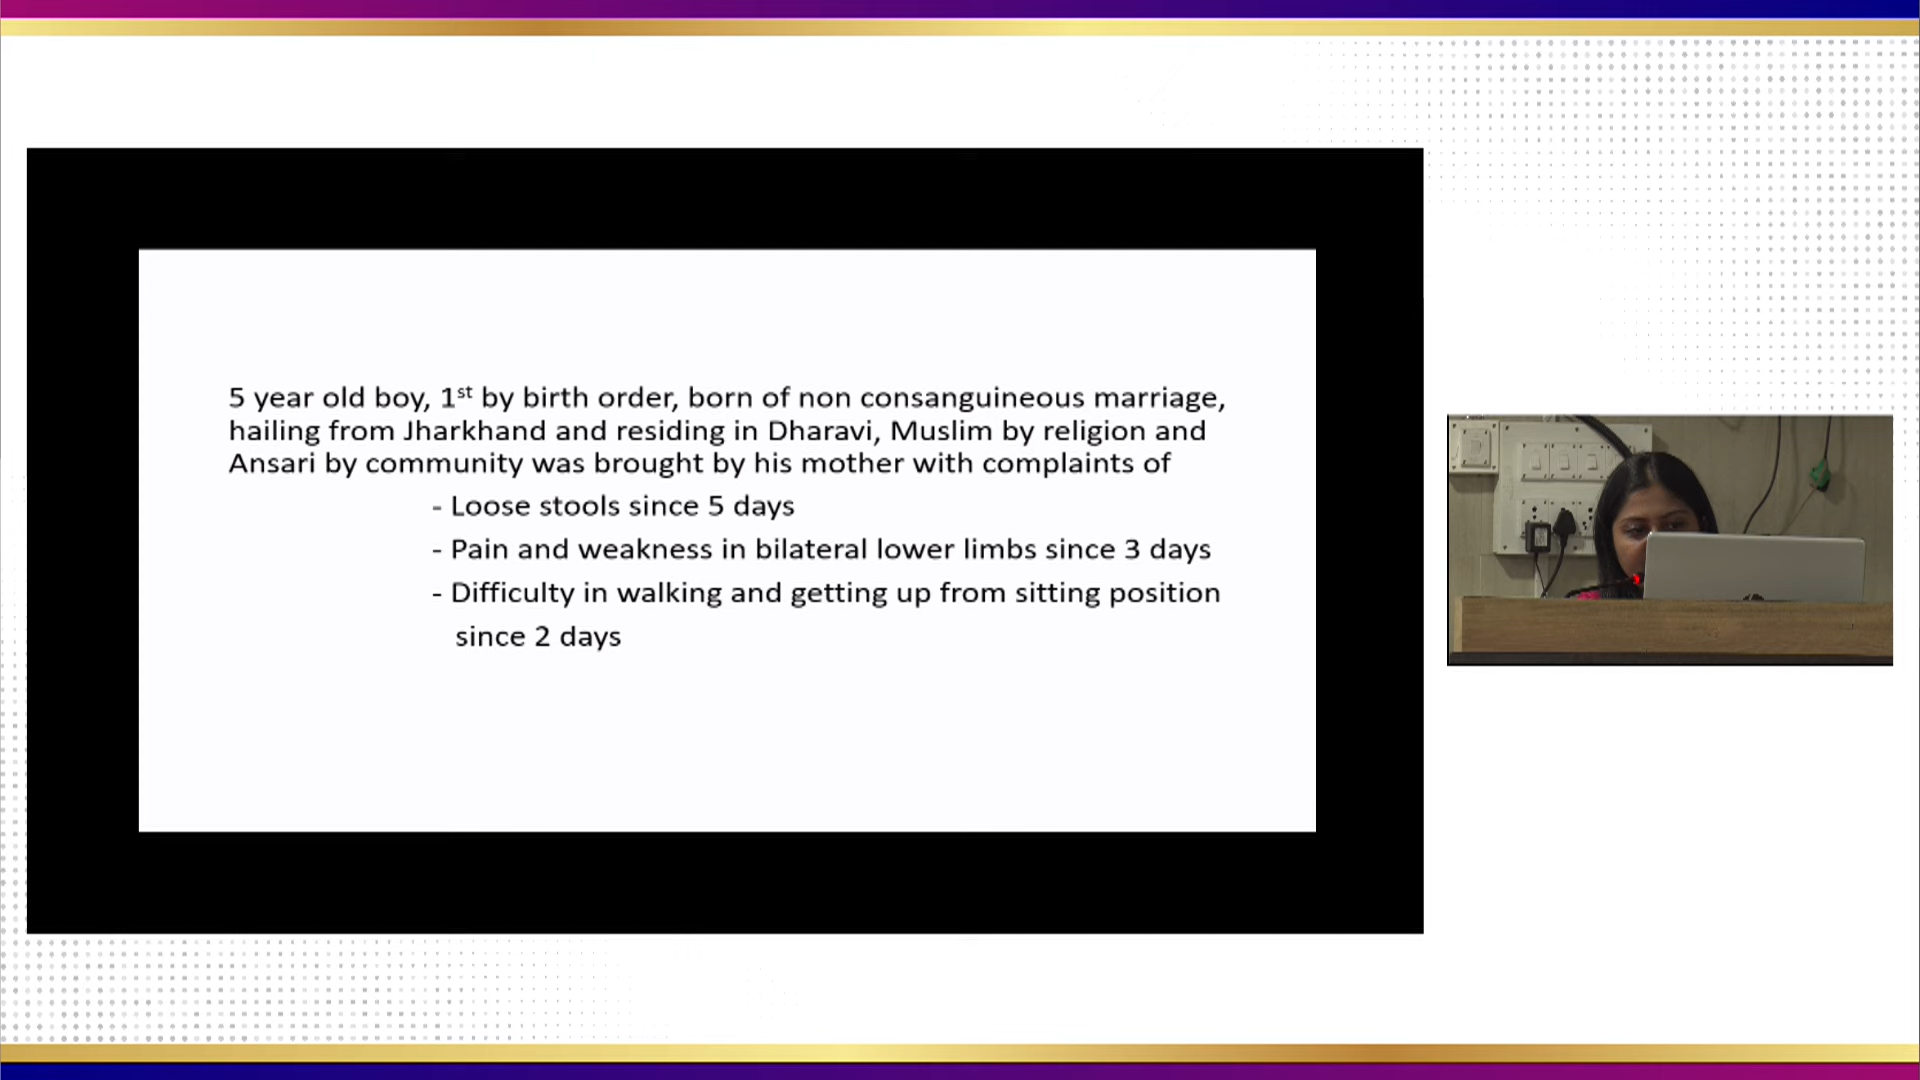 5 year old boy, 1st by birth order, born of non consanguineous marriage,
hailing from Jharkhand and residing in Dharavi, Muslim by religion and
Ansari by community was brought by his mother with complaints of
- Loose stools since 5 days
- Pain and weakness in bilateral lower limbs since 3 days
- Difficulty in walking and getting up from sitting position
since 2 days